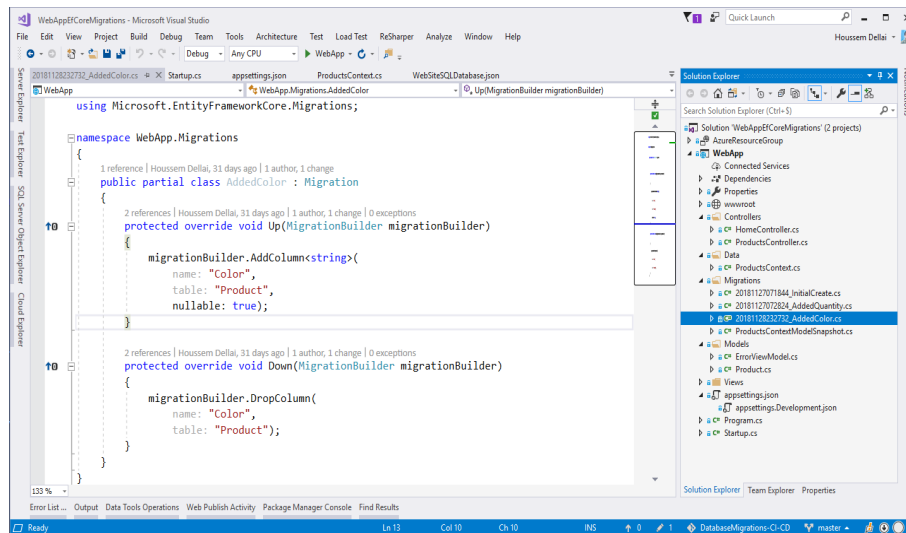 WebAppEfCoreMigrations - Microsoft Visual Studio
1
Quick Launch
File Edit View Project Build Debug Team Tools Architecture Test Load Test ReSharper Analyze Window Help
Houssem Dellai
Debug Any CPU WebApp
Server Explorer
Test Explorer
SQL Server Object Explorer
Cloud Explorer
20181128232732_AddedColor.cs Startup.cs appsettings.json ProductsContext.cs WebSiteSQLDatabase.json
WebApp WebApp.Migrations.AddedColor Up(MigrationBuilder migrationBuilder)
using Microsoft.EntityFrameworkCore.Migrations;
namespace WebApp.Migrations
{
1 reference | Houssem Dellai, 31 days ago | 1 author, 1 change
public partial class AddedColor : Migration
{
2 references | Houssem Dellai, 31 days ago | 1 author, 1 change | 0 exceptions
protected override void Up(MigrationBuilder migrationBuilder)
{
migrationBuilder.AddColumn<string>(
name: "Color",
table: "Product",
nullable: true);
}
2 references | Houssem Dellai, 31 days ago | 1 author, 1 change | 0 exceptions
protected override void Down(MigrationBuilder migrationBuilder)
{
migrationBuilder.DropColumn(
name: "Color",
table: "Product");
}
}
}
133 %
Solution Explorer
Search Solution Explorer (Ctrl+$)
Solution 'WebAppEfCoreMigrations' (2 projects)
AzureResourceGroup
WebApp
Connected Services
Dependencies
Properties
wwwroot
Controllers
C# HomeController.cs
C# ProductsController.cs
Data
C# ProductsContext.cs
Migrations
C# 20181127071844_InitialCreate.cs
C# 20181127072824_AddedQuantity.cs
C# 20181128232732_AddedColor.cs
C# ProductsContextModelSnapshot.cs
Models
C# ErrorViewModel.cs
C# Product.cs
Views
appsettings.json
appsettings.Development.json
C# Program.cs
C# Startup.cs
Solution Explorer Team Explorer Properties
Error List ... Output Data Tools Operations Web Publish Activity Package Manager Console Find Results
Ready Ln 13 Col 10 Ch 10 INS 0 1 DatabaseMigrations-CI-CD master